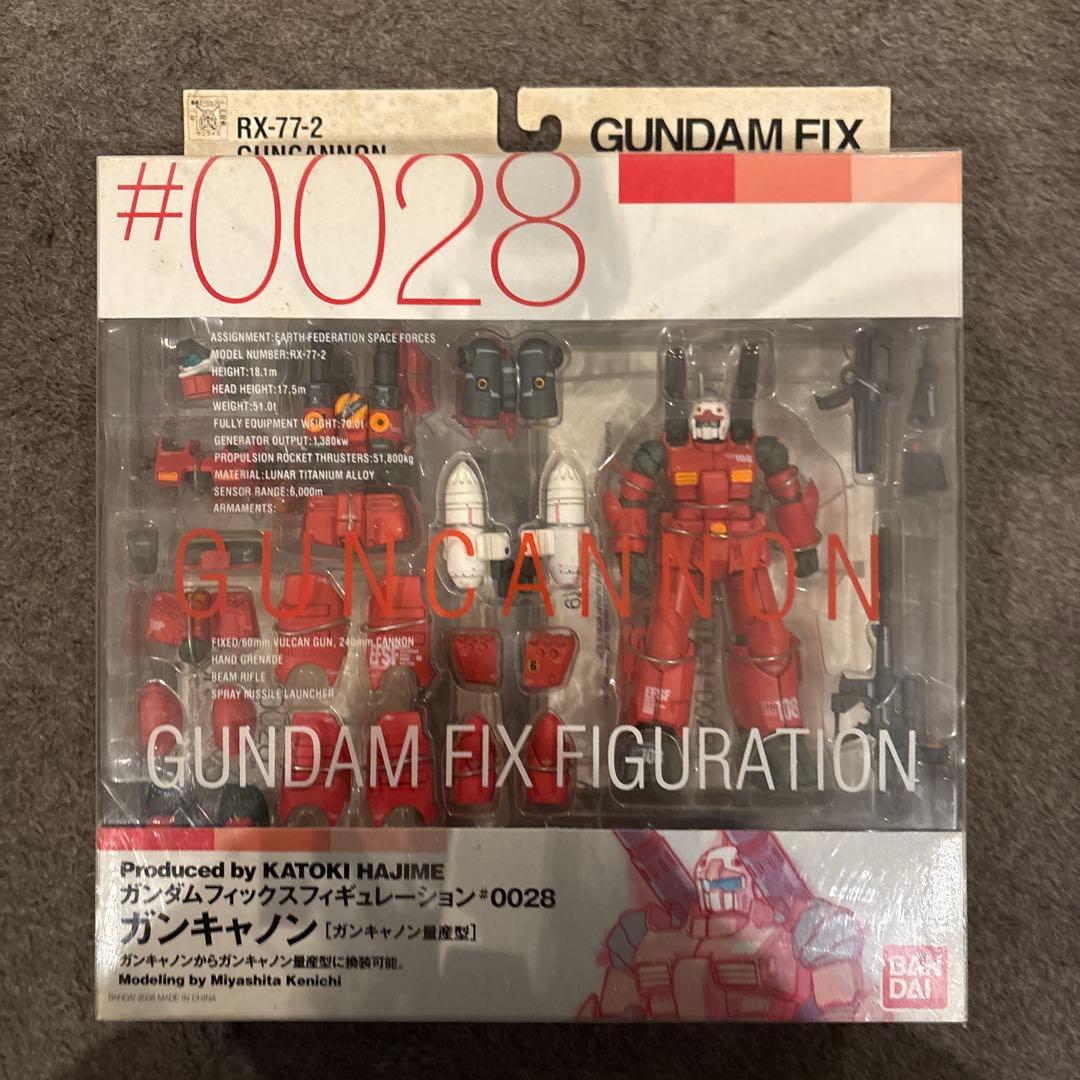 RX-77-2
GUNCANNON
GUNDAM FIX
#0028
ASSIGNMENT:EARTH FEDERATION SPACE FORCES
MODEL NUMBER:RX-77-2
HEIGHT:18.1m
HEAD HEIGHT:17.5m
WEIGHT:51.0t
FULLY EQUIPMENT WEIGHT:70.0t
GENERATOR OUTPUT:1,380kw
PROPULSION ROCKET THRUSTERS:51,800kg
MATERIAL:LUNAR TITANIUM ALLOY
SENSOR RANGE:6,000m
ARMAMENTS:
108
GUNCANNON
FIXED/60mm VULCAN GUN, 240mm CANNON
HAND GRENADE
BEAM RIFLE
SPRAY MISSILE LAUNCHER
EFSF
6
EFSF
108
108
GUNDAM FIX FIGURATION
Produced by KATOKI HAJIME
ガンダムフィックスフィギュレーション#0028
ガンキャノン [ガンキャノン量産型]
ガンキャノンからガンキャノン量産型に換装可能。
Modeling by Miyashita Kenichi
BANDAI 2006 MADE IN CHINA
BAN
DAI